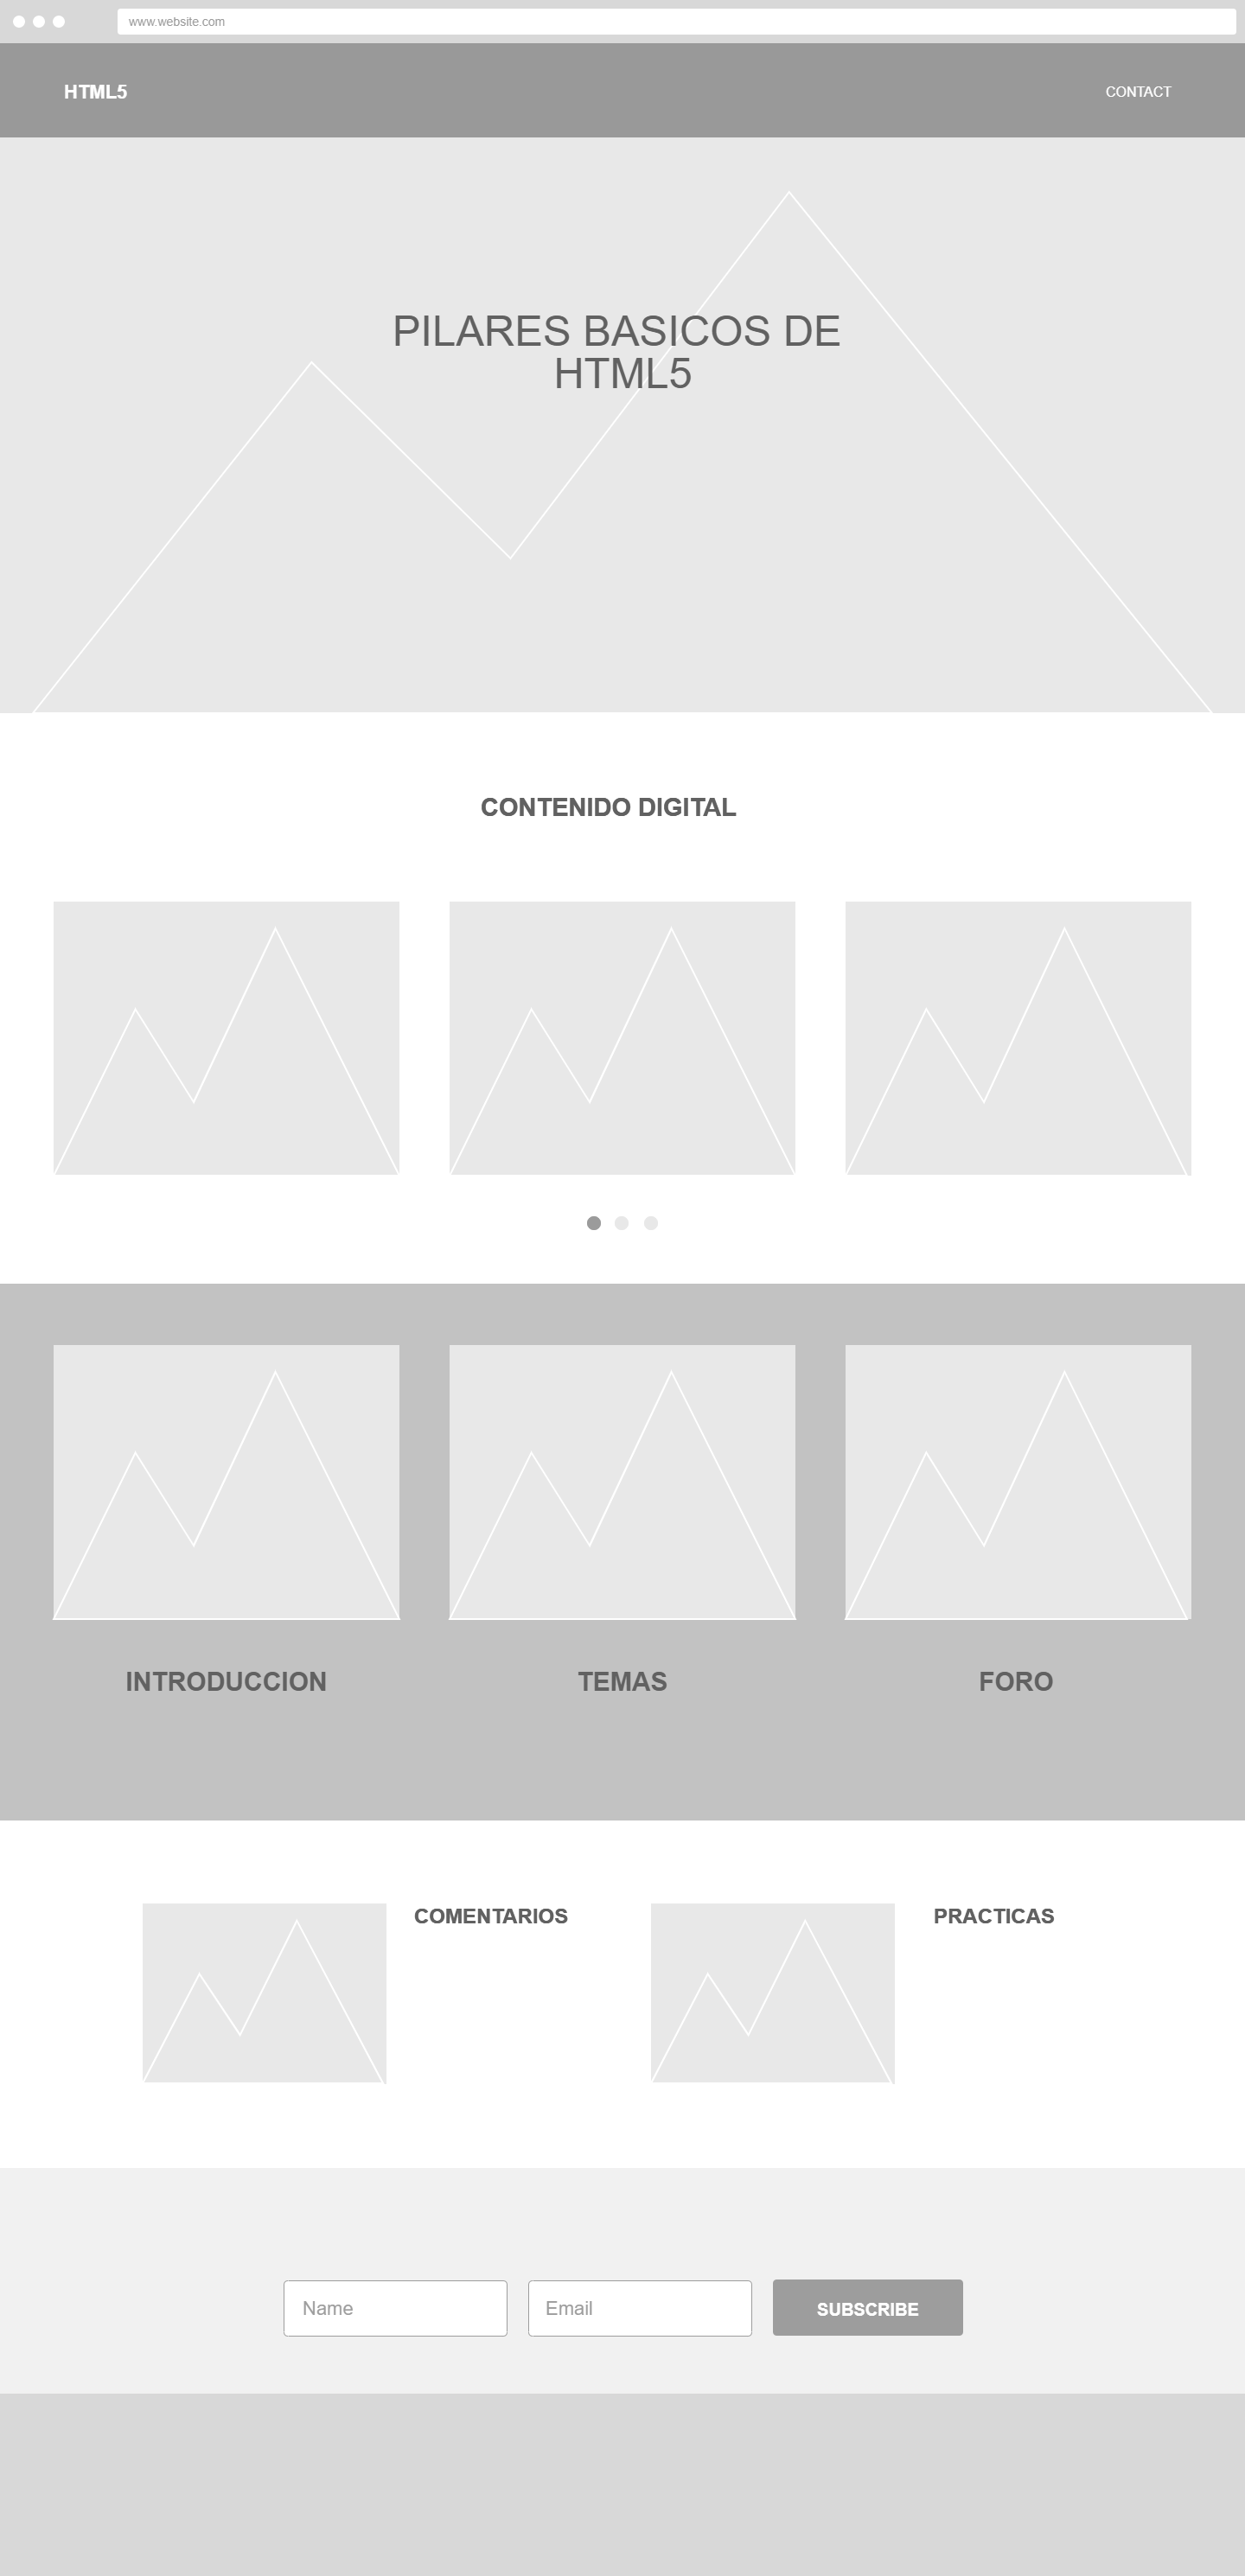 www.website.com
HTML5
CONTACT
PILARES BASICOS DE
HTML5
CONTENIDO DIGITAL
INTRODUCCION
TEMAS
FORO
COMENTARIOS
PRACTICAS
Name
Email
SUBSCRIBE